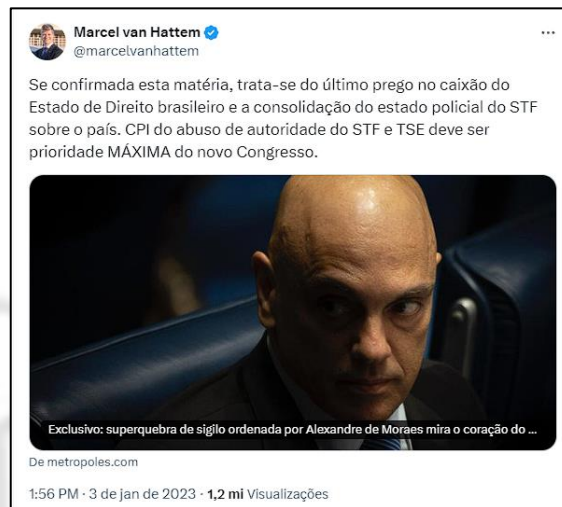 Marcel van Hattem
@marcelvanhattem
Se confirmada esta matéria, trata-se do último prego no caixão do
Estado de Direito brasileiro e a consolidação do estado policial do STF
sobre o país. CPI do abuso de autoridade do STF e TSE deve ser
prioridade MÁXIMA do novo Congresso.
Exclusivo: superquebra de sigilo ordenada por Alexandre de Moraes mira o coração do ...
De metropoles.com
1:56 PM · 3 de jan de 2023 · 1,2 mi Visualizações